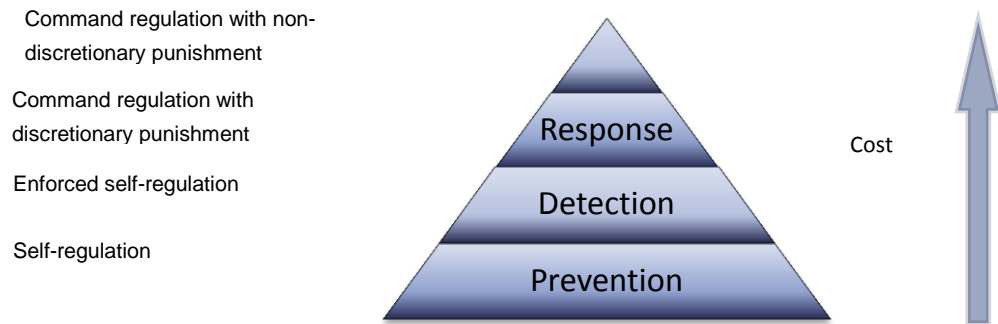 Command regulation with non-
discretionary punishment
Command regulation with
discretionary punishment
Response
Cost
Enforced self-regulation
Detection
Self-regulation
Prevention